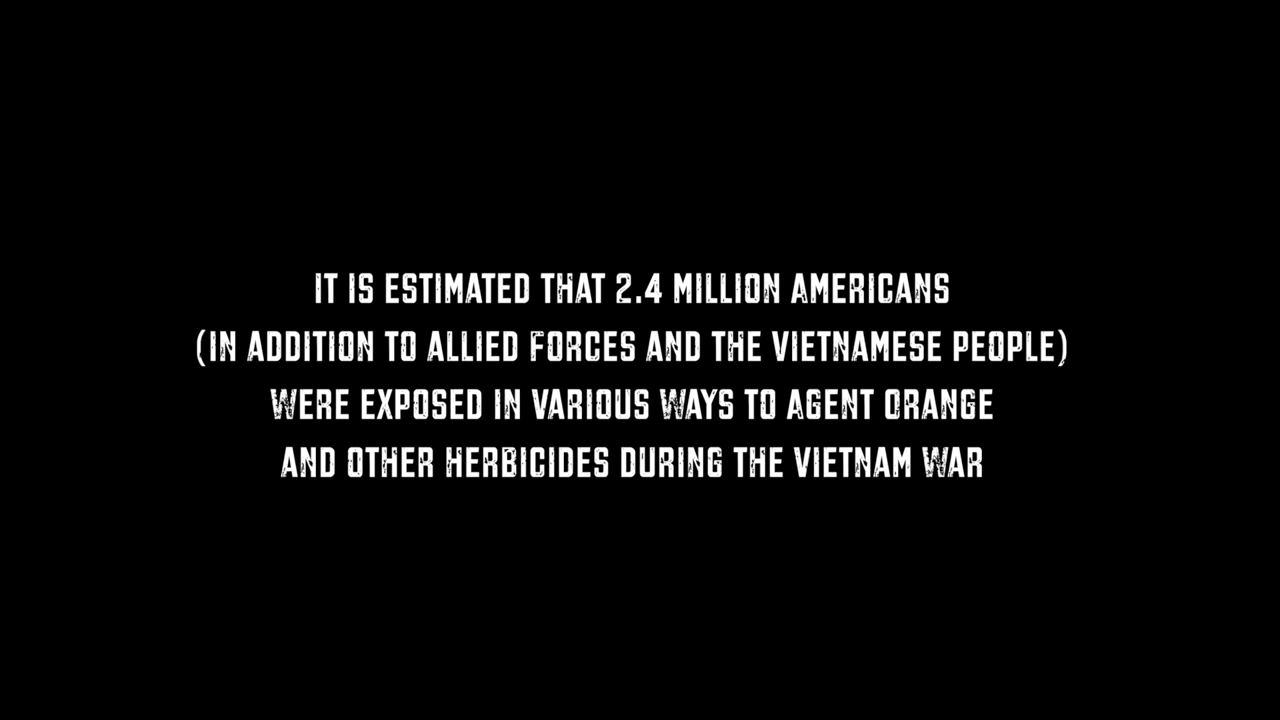 IT IS ESTIMATED THAT 2.4 MILLION AMERICANS
(IN ADDITION TO ALLIED FORCES AND THE VIETNAMESE PEOPLE)
WERE EXPOSED IN VARIOUS WAYS TO AGENT ORANGE
AND OTHER HERBICIDES DURING THE VIETNAM WAR